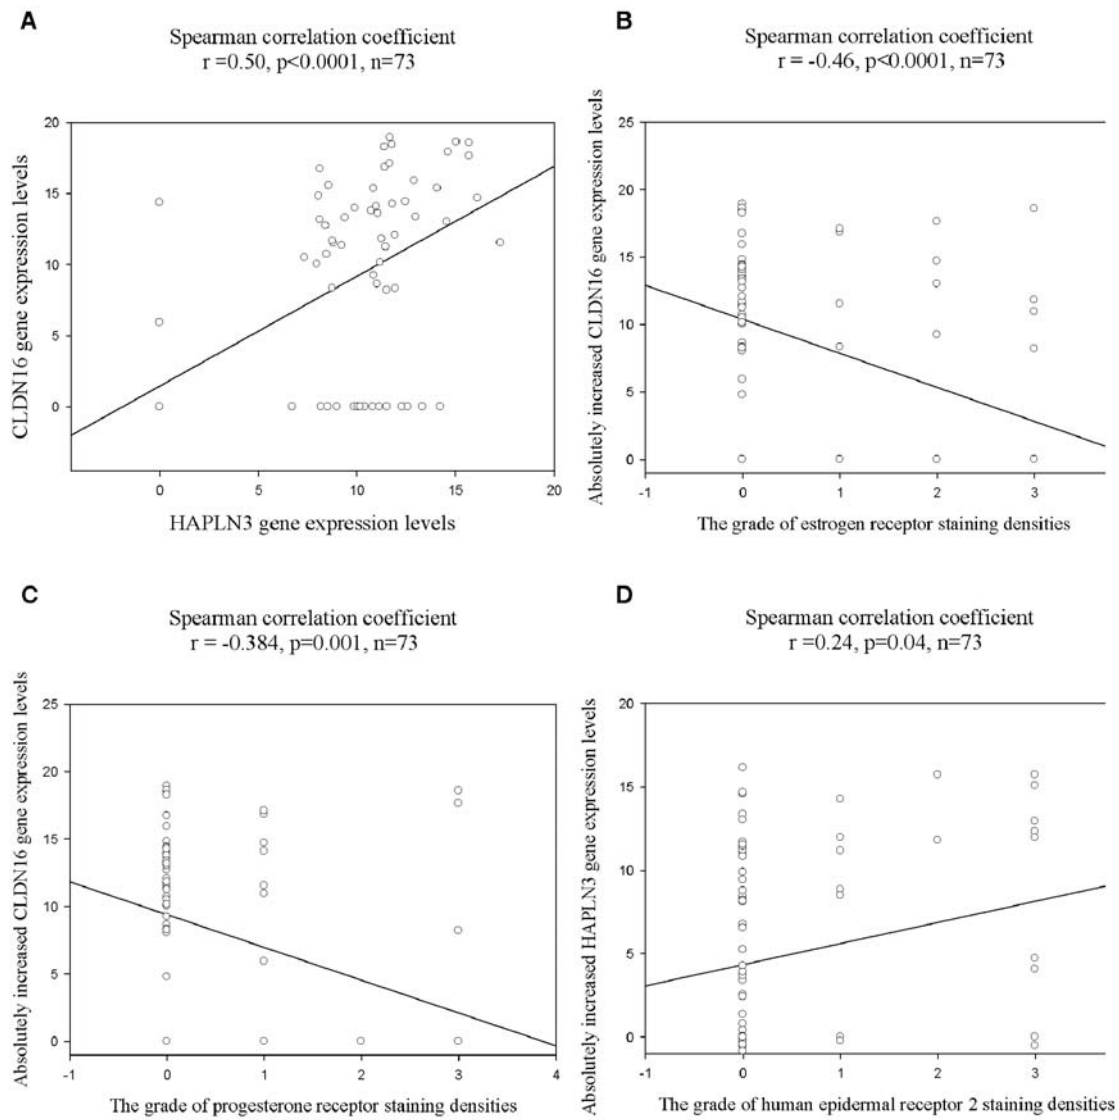 A
Spearman correlation coefficient
r =0.50, p<0.0001, n=73
CLDN16 gene expression levels
20
15
10
5
0
0
5
10
15
20
HAPLN3 gene expression levels
B
Spearman correlation coefficient
r = -0.46, p<0.0001, n=73
Absolutely increased CLDN16 gene expression levels
25
20
15
10
5
0
-1
0
1
2
3
The grade of estrogen receptor staining densities
C
Spearman correlation coefficient
r = -0.384, p=0.001, n=73
Absolutely increased CLDN16 gene expression levels
25
20
15
10
5
0
-1
0
1
2
3
4
The grade of progesterone receptor staining densities
D
Spearman correlation coefficient
r =0.24, p=0.04, n=73
Absolutely increased HAPLN3 gene expression levels
20
15
10
5
0
-1
0
1
2
3
The grade of human epidermal receptor 2 staining densities